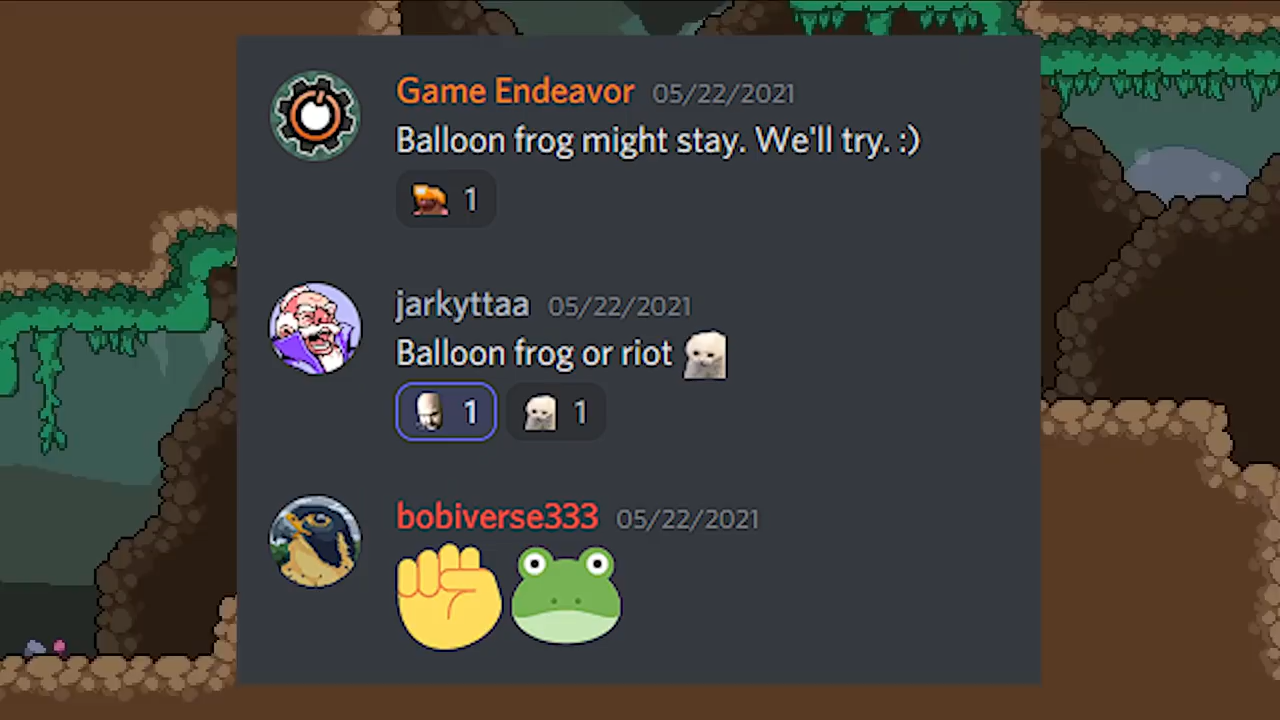 Game Endeavor 05/22/2021
Balloon frog might stay. We'll try. :)
1
jarkyttaa 05/22/2021
Balloon frog or riot
1 1
bobiverse333 05/22/2021